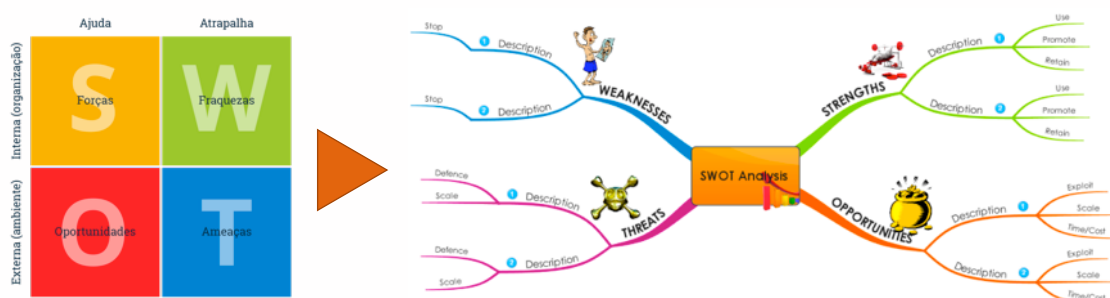 Ajuda
Atrapalha
Interna (organização)
S
Forças
W
Fraquezas
Externa (ambiente)
O
Oportunidades
T
Ameaças
SWOT Analysis
WEAKNESSES
1
Description
Stop
2
Description
Stop
STRENGTHS
Description
1
Use
Promote
Retain
Description
2
Use
Promote
Retain
THREATS
1
Description
Defence
Scale
2
Description
Defence
Scale
OPPORTUNITIES
Description
1
Exploit
Scale
Time/Cost
Description
2
Exploit
Scale
Time/Cost